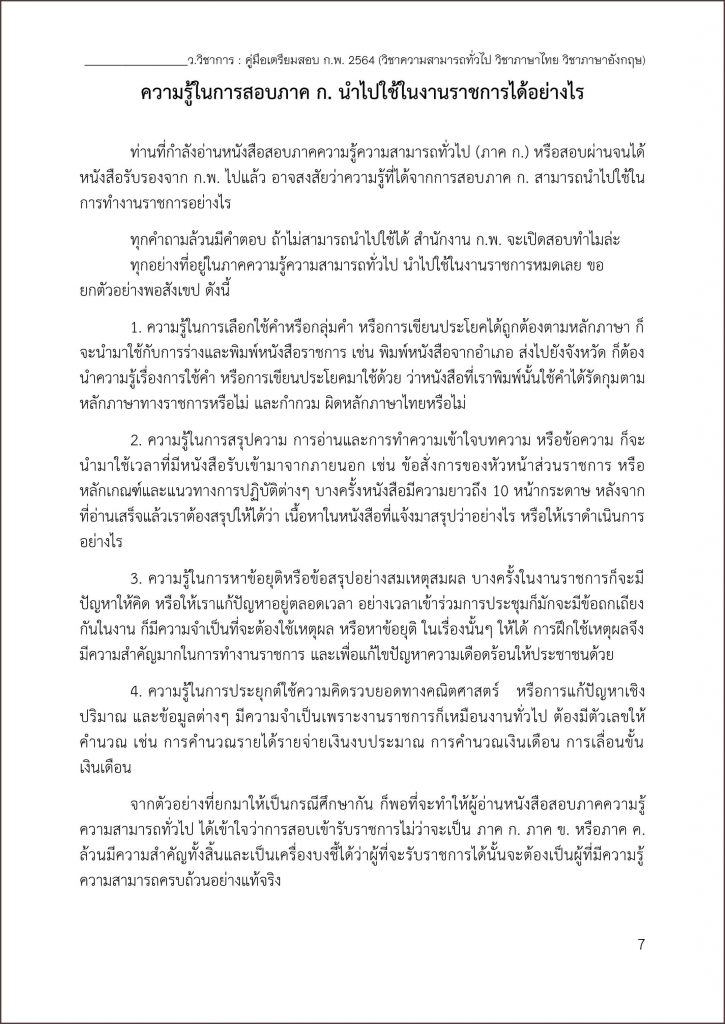 ว.วิชาการ : คู่มือเตรียมสอบ ก.พ. 2564 (วิชาความสามารถทั่วไป วิชาภาษาไทย วิชาภาษาอังกฤษ)
ความรู้ในการสอบภาค ก. นำไปใช้ในงานราชการได้อย่างไร
ท่านที่กำลังอ่านหนังสือสอบภาคความรู้ความสามารถทั่วไป (ภาค ก.) หรือสอบผ่านจนได้
หนังสือรับรองจาก ก.พ. ไปแล้ว อาจสงสัยว่าความรู้ที่ได้จากการสอบภาค ก. สามารถนำไปใช้ใน
การทำงานราชการอย่างไร
ทุกคำถามล้วนมีคำตอบ ถ้าไม่สามารถนำไปใช้ได้ สำนักงาน ก.พ. จะเปิดสอบทำไมล่ะ
ทุกอย่างที่อยู่ในภาคความรู้ความสามารถทั่วไป นำไปใช้ในงานราชการหมดเลย ขอ
ยกตัวอย่างพอสังเขป ดังนี้
1. ความรู้ในการเลือกใช้คำหรือกลุ่มคำ หรือการเขียนประโยคได้ถูกต้องตามหลักภาษา ก็
จะนำมาใช้กับการร่างและพิมพ์หนังสือราชการ เช่น พิมพ์หนังสือจากอำเภอ ส่งไปยังจังหวัด ก็ต้อง
นำความรู้เรื่องการใช้คำ หรือการเขียนประโยคมาใช้ด้วย ว่าหนังสือที่เราพิมพ์นั้นใช้คำได้รัดกุมตาม
หลักภาษาทางราชการหรือไม่ และกำกวม ผิดหลักภาษาไทยหรือไม่
2. ความรู้ในการสรุปความ การอ่านและการทำความเข้าใจบทความ หรือข้อความ ก็จะ
นำมาใช้เวลาที่มีหนังสือรับเข้ามาจากภายนอก เช่น ข้อสั่งการของหัวหน้าส่วนราชการ หรือ
หลักเกณฑ์และแนวทางการปฏิบัติต่างๆ บางครั้งหนังสือมีความยาวถึง 10 หน้ากระดาษ หลังจาก
ที่อ่านเสร็จแล้วเราต้องสรุปให้ได้ว่า เนื้อหาในหนังสือที่แจ้งมาสรุปว่าอย่างไร หรือให้เราดำเนินการ
อย่างไร
3. ความรู้ในการหาข้อยุติหรือข้อสรุปอย่างสมเหตุสมผล บางครั้งในงานราชการก็จะมี
ปัญหาให้คิด หรือให้เราแก้ปัญหาอยู่ตลอดเวลา อย่างเวลาเข้าร่วมการประชุมก็มักจะมีข้อถกเถียง
กันในงาน ก็มีความจำเป็นที่จะต้องใช้เหตุผล หรือหาข้อยุติ ในเรื่องนั้นๆ ให้ได้ การฝึกใช้เหตุผลจึง
มีความสำคัญมากในการทำงานราชการ และเพื่อแก้ไขปัญหาความเดือดร้อนให้ประชาชนด้วย
4. ความรู้ในการประยุกต์ใช้ความคิดรวบยอดทางคณิตศาสตร์ หรือการแก้ปัญหาเชิง
ปริมาณ และข้อมูลต่างๆ มีความจำเป็นเพราะงานราชการก็เหมือนงานทั่วไป ต้องมีตัวเลขให้
คำนวณ เช่น การคำนวณรายได้รายจ่ายเงินงบประมาณ การคำนวณเงินเดือน การเลื่อนขั้น
เงินเดือน
จากตัวอย่างที่ยกมาให้เป็นกรณีศึกษากัน ก็พอที่จะทำให้ผู้อ่านหนังสือสอบภาคความรู้
ความสามารถทั่วไป ได้เข้าใจว่าการสอบเข้ารับราชการไม่ว่าจะเป็น ภาค ก. ภาค ข. หรือภาค ค.
ล้วนมีความสำคัญทั้งสิ้นและเป็นเครื่องบงชี้ได้ว่าผู้ที่จะรับราชการได้นั้นจะต้องเป็นผู้ที่มีความรู้
ความสามารถครบถ้วนอย่างแท้จริง
7